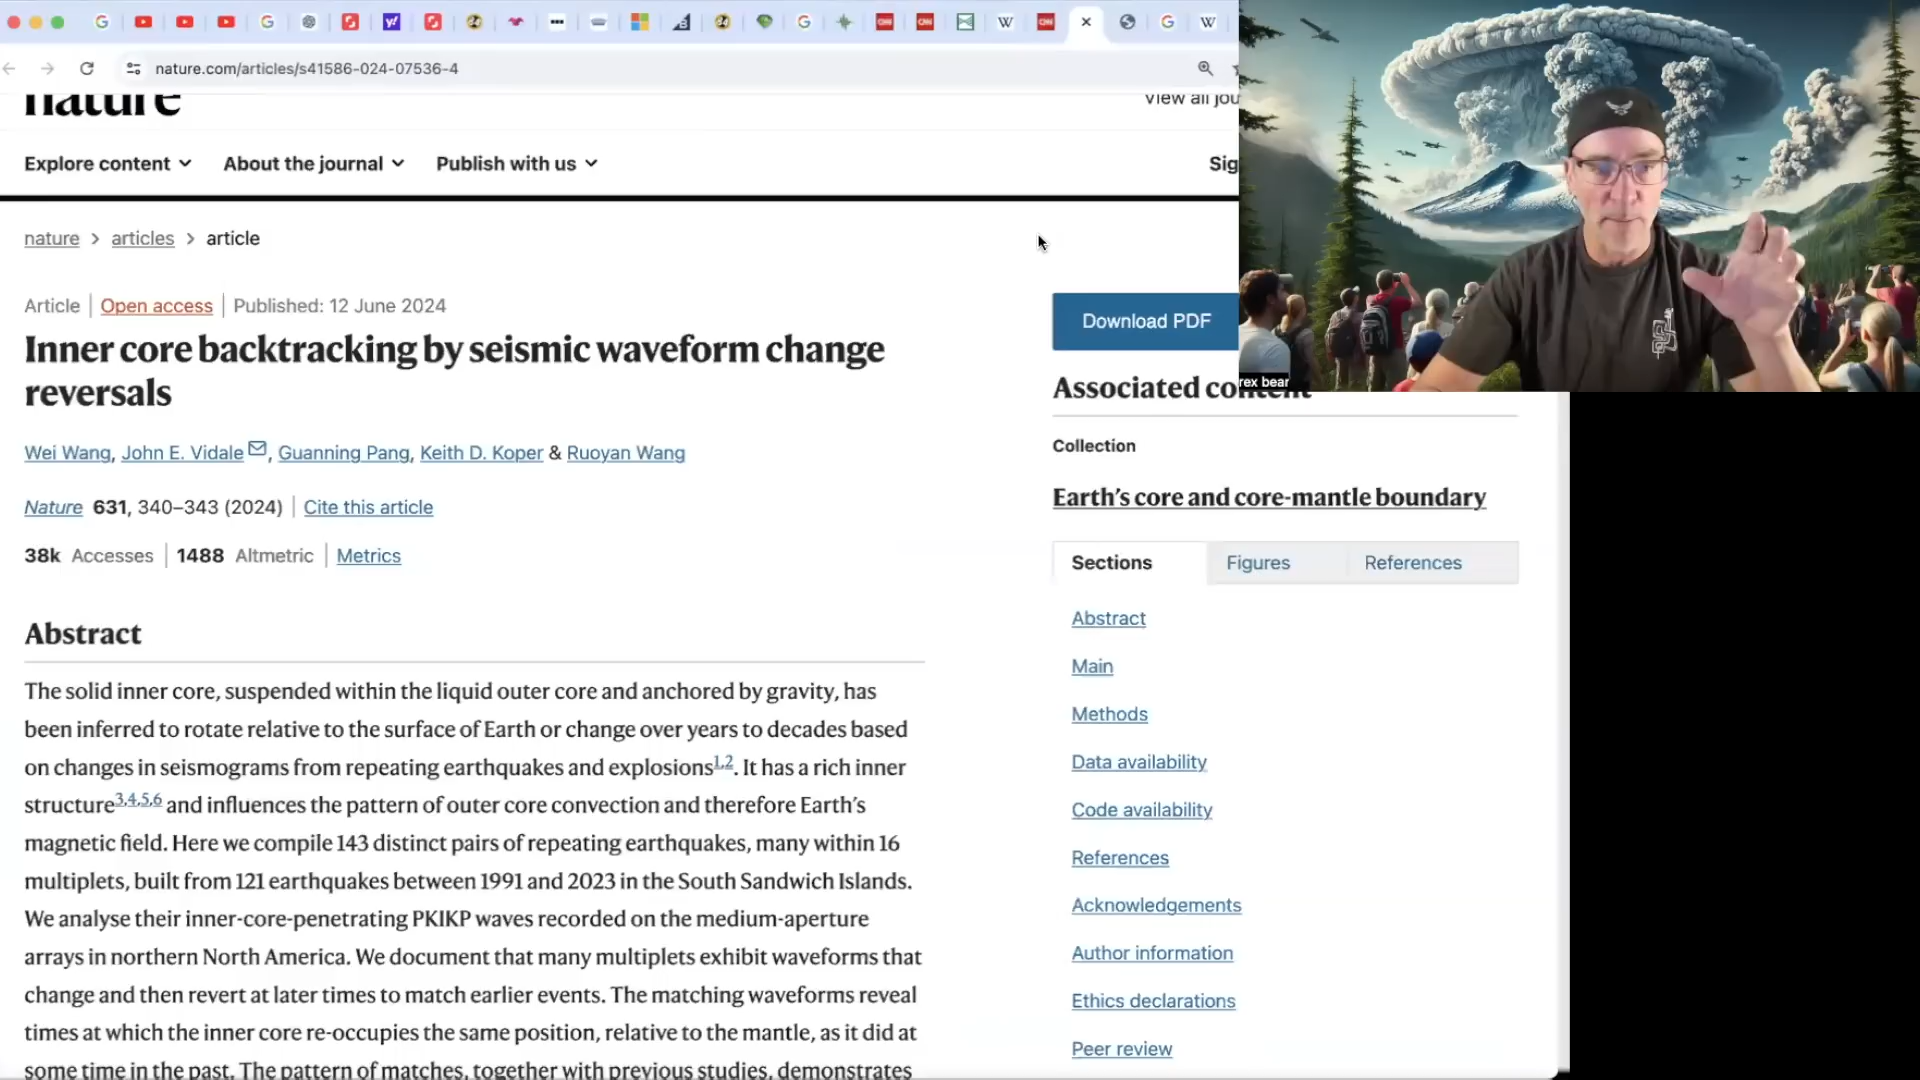 nature.com/articles/s41586-024-07536-4
nature
View all jou
Explore content
About the journal
Publish with us
Sig
nature > articles > article
Article | Open access | Published: 12 June 2024
Inner core backtracking by seismic waveform change
reversals
Wei Wang, John E. Vidale, Guanning Pang, Keith D. Koper & Ruoyan Wang
Nature 631, 340–343 (2024) | Cite this article
38k Accesses | 1488 Altmetric | Metrics
Abstract
The solid inner core, suspended within the liquid outer core and anchored by gravity, has
been inferred to rotate relative to the surface of Earth or change over years to decades based
on changes in seismograms from repeating earthquakes and explosions1,2. It has a rich inner
structure3,4,5,6 and influences the pattern of outer core convection and therefore Earth’s
magnetic field. Here we compile 143 distinct pairs of repeating earthquakes, many within 16
multiplets, built from 121 earthquakes between 1991 and 2023 in the South Sandwich Islands.
We analyse their inner-core-penetrating PKIKP waves recorded on the medium-aperture
arrays in northern North America. We document that many multiplets exhibit waveforms that
change and then revert at later times to match earlier events. The matching waveforms reveal
times at which the inner core re-occupies the same position, relative to the mantle, as it did at
some time in the past. The pattern of matches, together with previous studies, demonstrates
Download PDF
Associated content
Collection
Earth’s core and core-mantle boundary
Sections
Figures
References
Abstract
Main
Methods
Data availability
Code availability
References
Acknowledgements
Author information
Ethics declarations
Peer review
rex bear